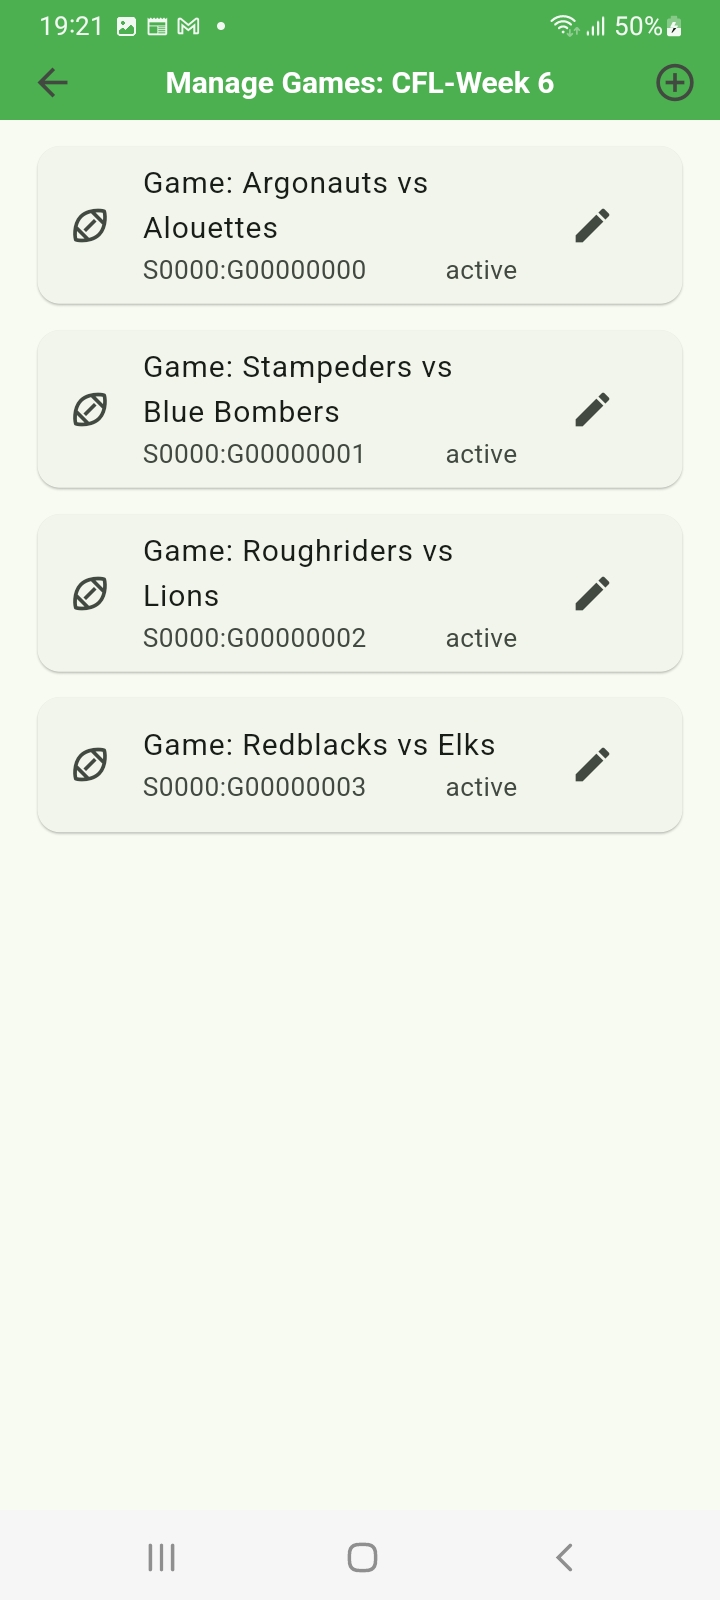 19:21
50%
Manage Games: CFL-Week 6
Game: Argonauts vs
Alouettes
S0000:G00000000 active
Game: Stampeders vs
Blue Bombers
S0000:G00000001 active
Game: Roughriders vs
Lions
S0000:G00000002 active
Game: Redblacks vs Elks
S0000:G00000003 active